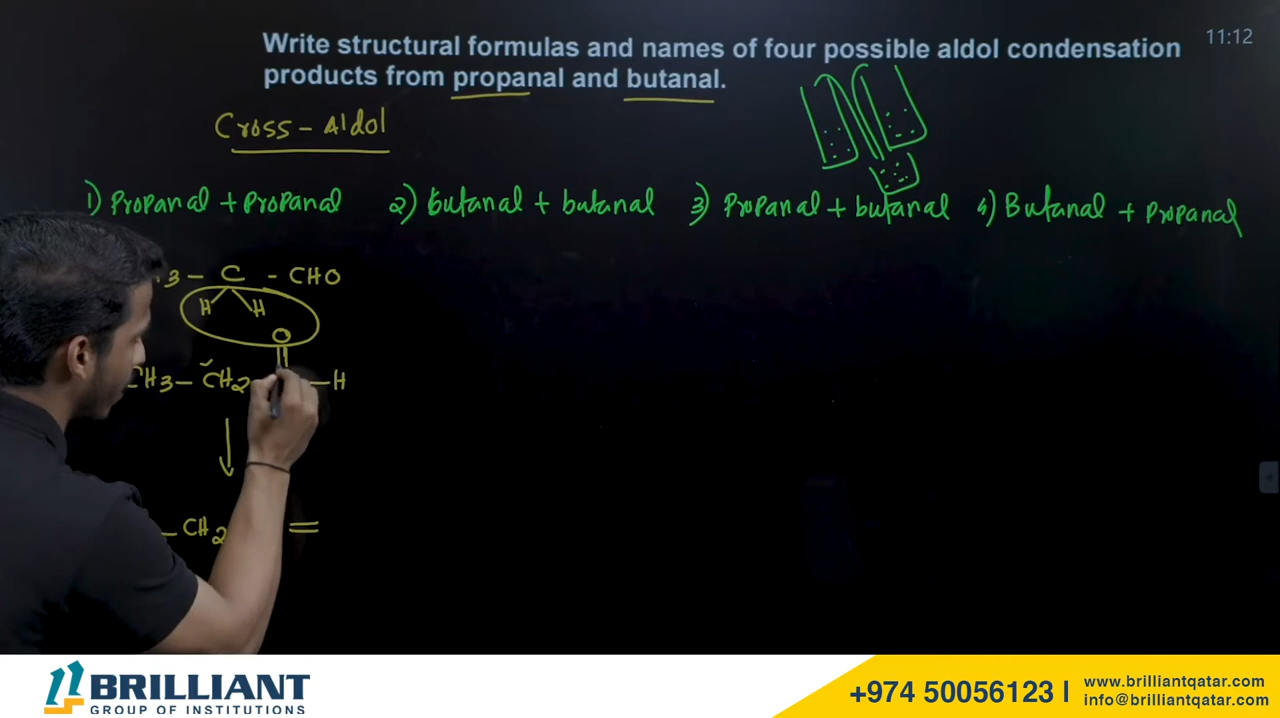 11:12
Write structural formulas and names of four possible aldol condensation
products from propanal and butanal.
Cross-Aldol
1) Propanal + Propanal 2) butanal + butanal 3) Propanal + butanal 4) Butanal + Propanal
3 - C - CHO
H H
O
CH3 - CH2 - H
- CH2 =
BRILLIANT
GROUP OF INSTITUTIONS
+974 50056123 |
www.brilliantqatar.com
info@brilliantqatar.com